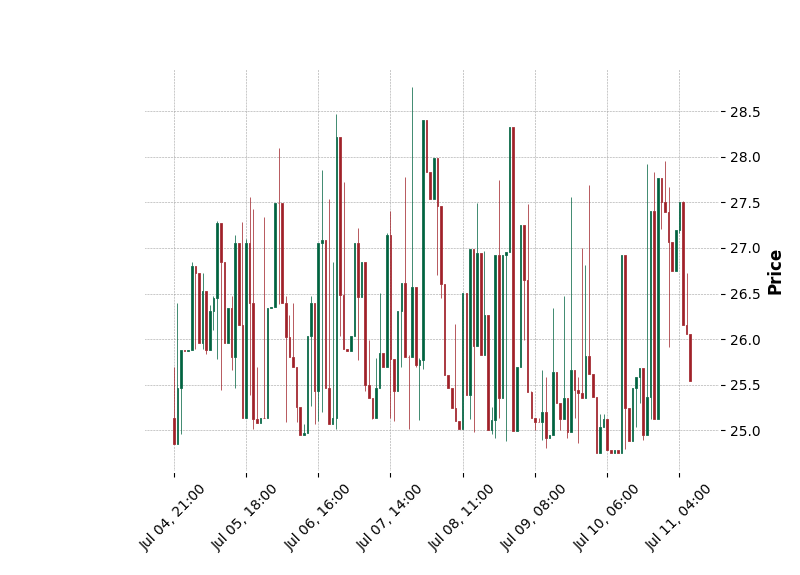 28.5
28.0
27.5
27.0
26.5
26.0
25.5
25.0
Price
Jul 04, 21:00
Jul 05, 18:00
Jul 06, 16:00
Jul 07, 14:00
Jul 08, 11:00
Jul 09, 08:00
Jul 10, 06:00
Jul 11, 04:00